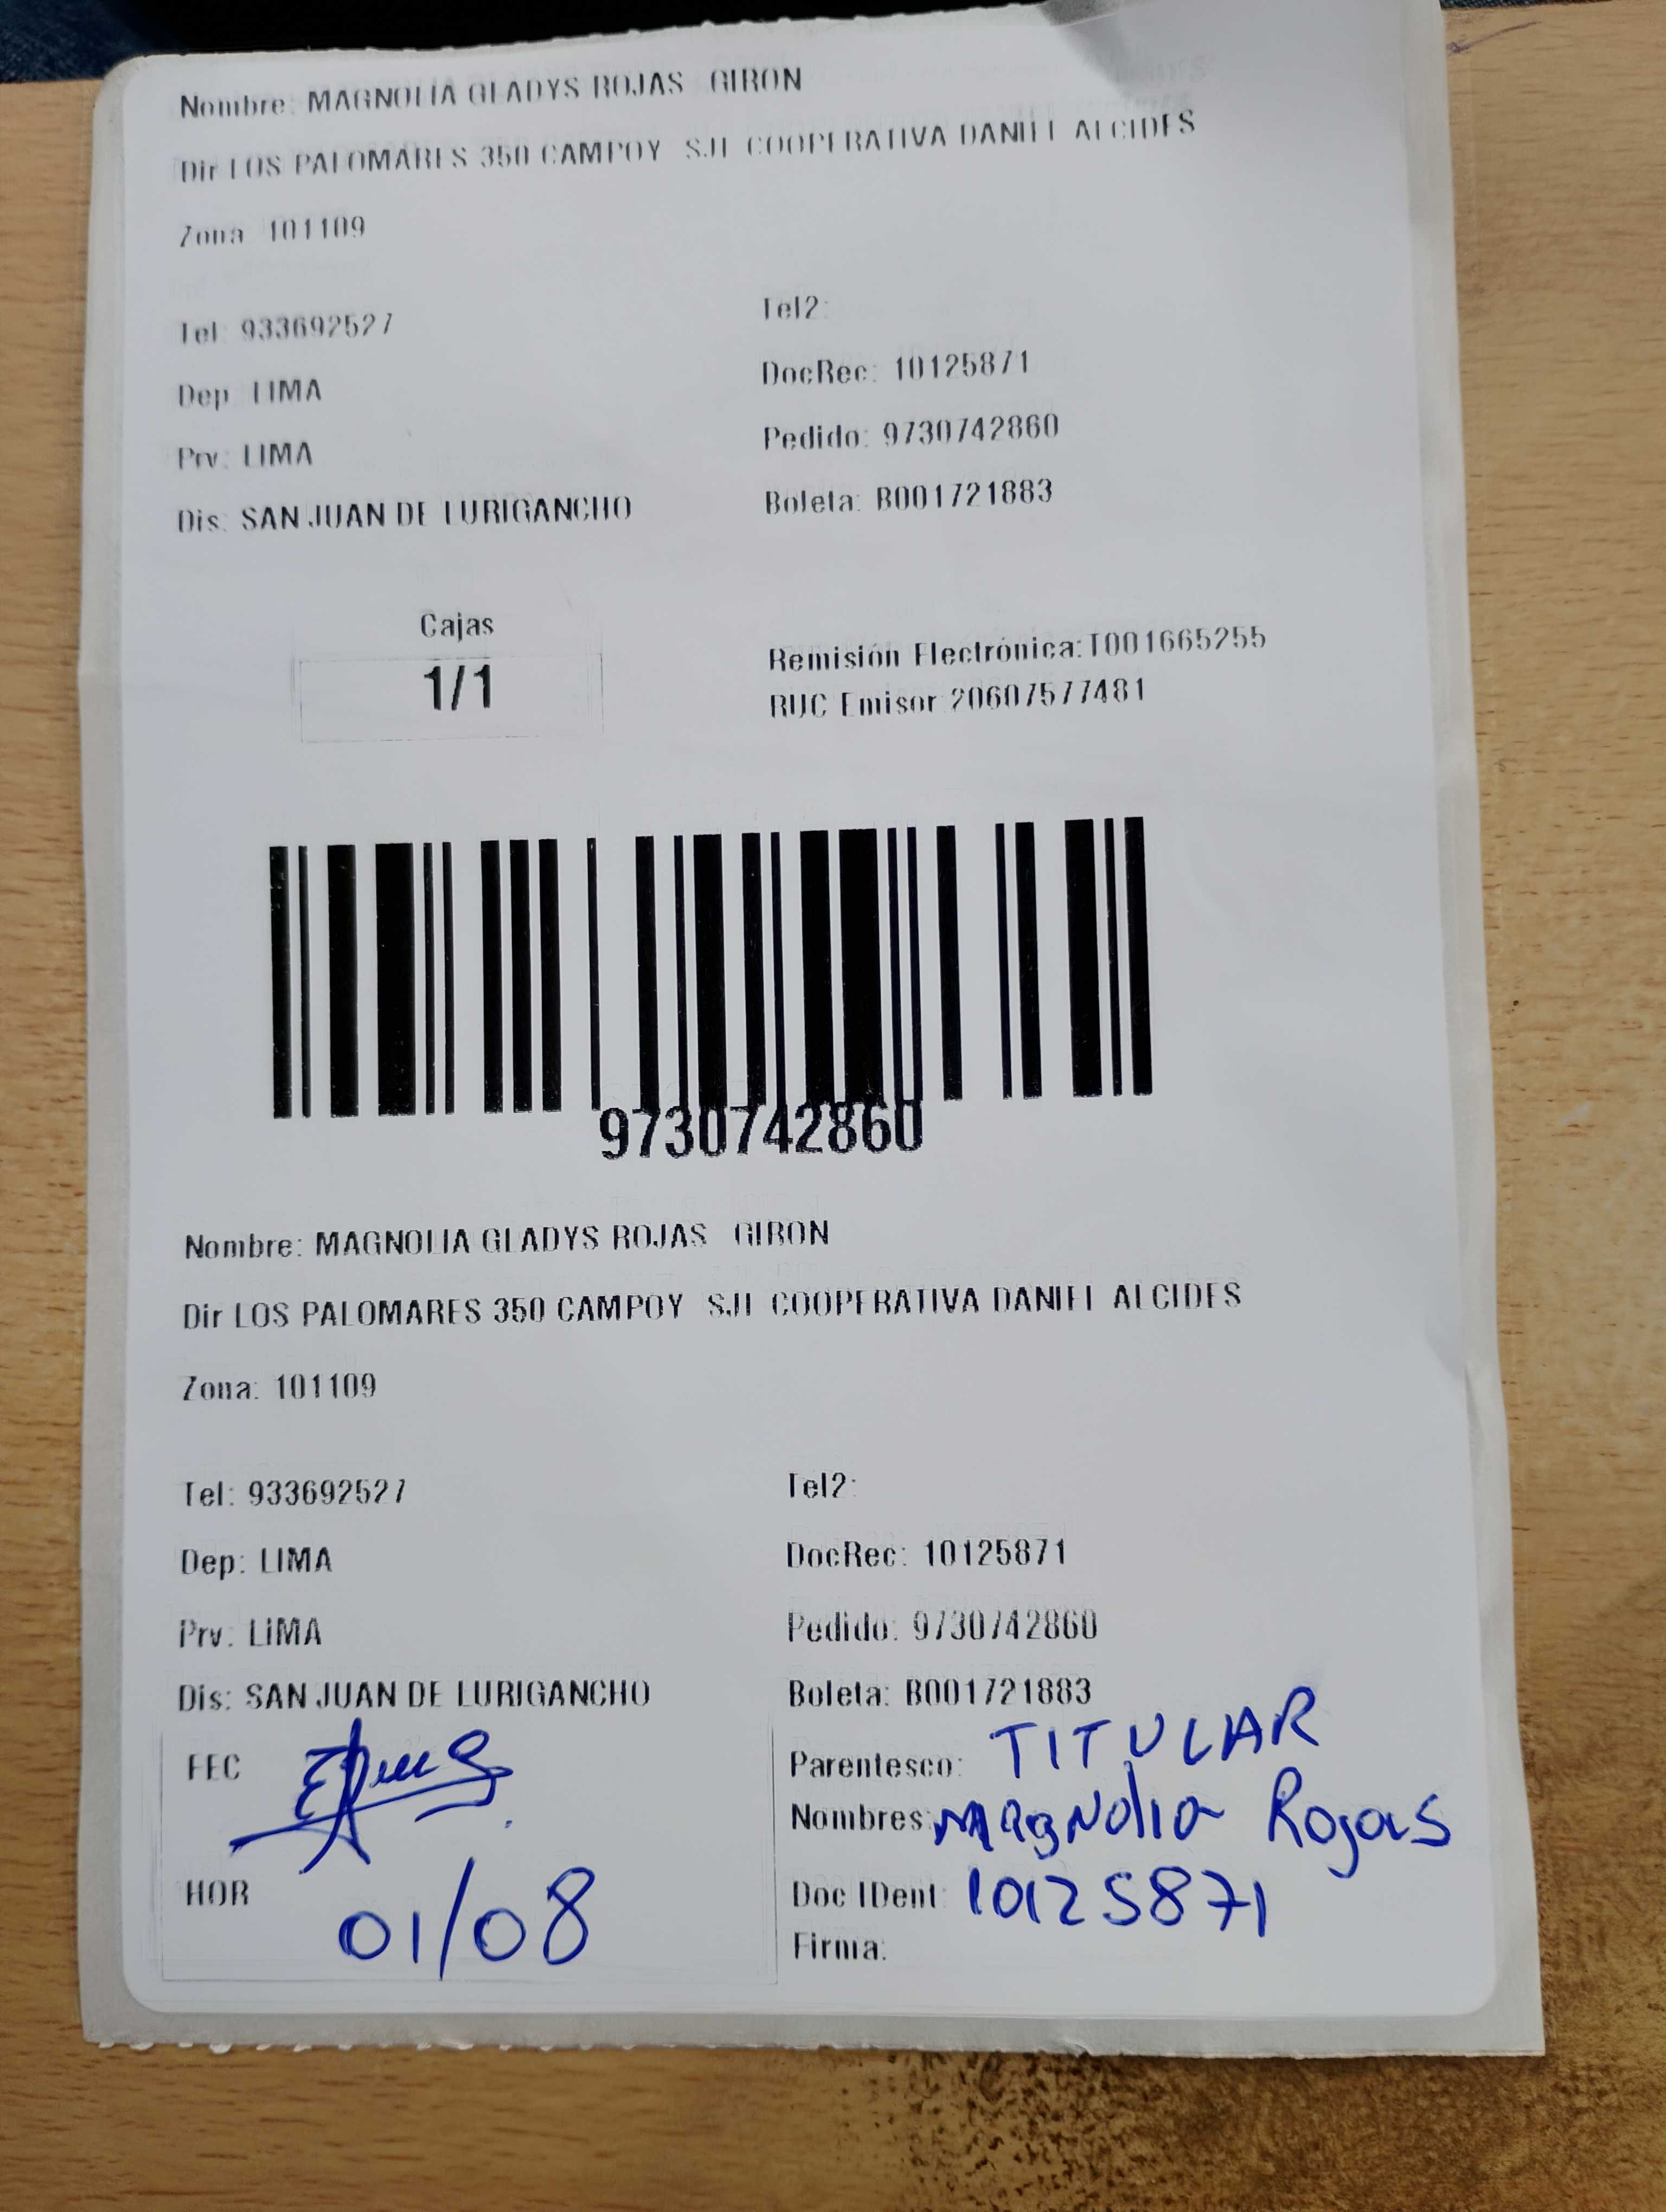 Nombre: MAGNOLIA GLADYS ROJAS GIRON
Dir LOS PALOMARES 350 CAMPOY SJL COOPERATIVA DANIEL ALCIDES
Zona 101109
Tel: 933692527 Tel2:
Dep: LIMA DocRec: 10125871
Prv: LIMA Pedido: 9730742860
Dis: SAN JUAN DE LURIGANCHO Boleta: B001721883
Cajas
1/1
Remisión Electrónica:T001665255
RUC Emisor 20607577481
9730742860
Nombre: MAGNOLIA GLADYS ROJAS GIRON
Dir LOS PALOMARES 350 CAMPOY SJL COOPERATIVA DANIEL ALCIDES
Zona: 101109
Tel: 933692527 Tel2:
Dep: LIMA DocRec: 10125871
Prv: LIMA Pedido: 9730742860
Dis: SAN JUAN DE LURIGANCHO Boleta: B001721883
FEC
Parentesco: TITULAR
Nombres: Magnolia Rojas
HOR 01/08
Doc IDent: 10125871
Firma: